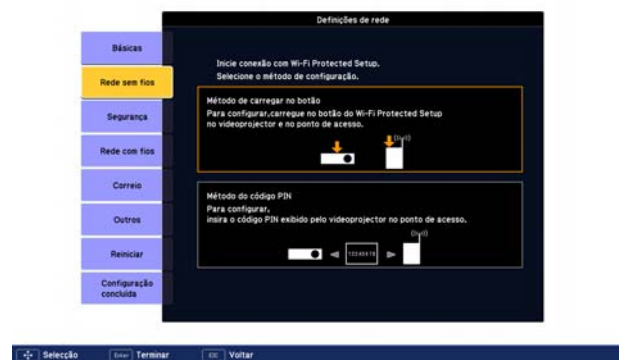 Definições de rede
Básicas
Rede sem fios
Segurança
Rede com fios
Correio
Outros
Reiniciar
Configuração
concluída
Inicie conexão com Wi-Fi Protected Setup.
Selecione o método de configuração.
Método de carregar no botão
Para configurar,carregue no botão do Wi-Fi Protected Setup
no videoprojector e no ponto de acesso.
Método do código PIN
Para configurar,
insira o código PIN exibido pelo videoprojector no ponto de acesso.
12345678
Selecção Enter Terminar ESC Voltar